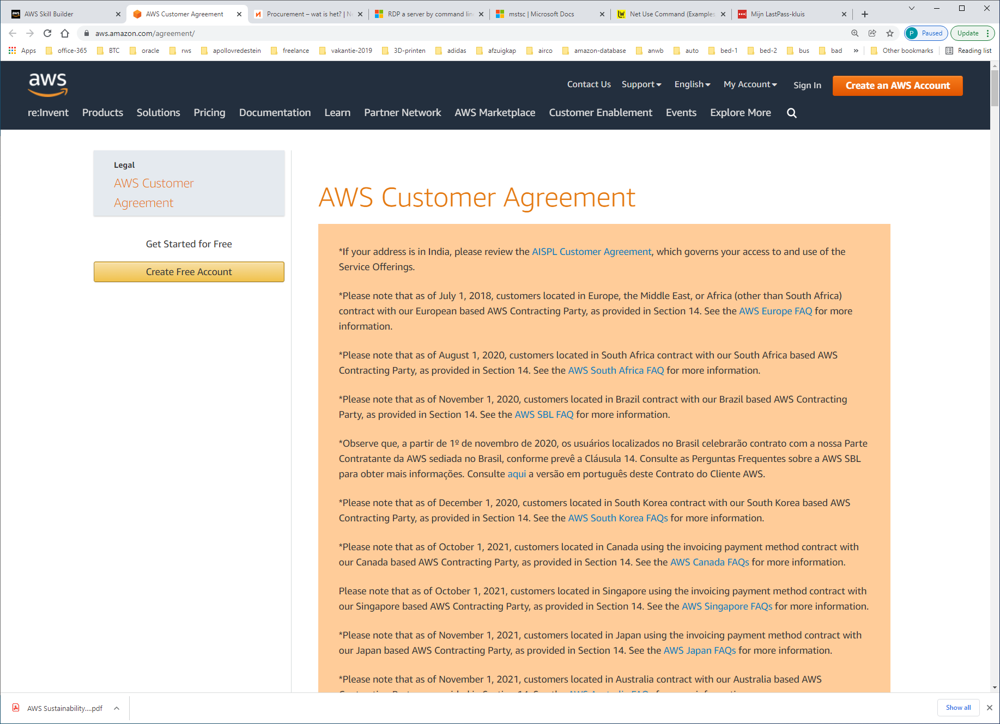 AWS Skill Builder
AWS Customer Agreement
Procurement – wat is het? | N
RDP a server by command lin
mstsc | Microsoft Docs
Net Use Command (Examples,
Mijn LastPass-kluis
aws.amazon.com/agreement/
P Paused
Update
Apps office-365 BTC oracle rws apollovredestein freelance vakantie-2019 3D-printen adidas afzuigkap airco amazon-database anwb auto bed-1 bed-2 bus bad » Other bookmarks Reading list
aws
Contact Us Support English My Account Sign In Create an AWS Account
re:Invent Products Solutions Pricing Documentation Learn Partner Network AWS Marketplace Customer Enablement Events Explore More
Legal
AWS Customer
Agreement
Get Started for Free
Create Free Account
AWS Customer Agreement
*If your address is in India, please review the AISPL Customer Agreement, which governs your access to and use of the
Service Offerings.
*Please note that as of July 1, 2018, customers located in Europe, the Middle East, or Africa (other than South Africa)
contract with our European based AWS Contracting Party, as provided in Section 14. See the AWS Europe FAQ for more
information.
*Please note that as of August 1, 2020, customers located in South Africa contract with our South Africa based AWS
Contracting Party, as provided in Section 14. See the AWS South Africa FAQ for more information.
*Please note that as of November 1, 2020, customers located in Brazil contract with our Brazil based AWS Contracting
Party, as provided in Section 14. See the AWS SBL FAQ for more information.
*Observe que, a partir de 1º de novembro de 2020, os usuários localizados no Brasil celebrarão contrato com a nossa Parte
Contratante da AWS sediada no Brasil, conforme prevê a Cláusula 14. Consulte as Perguntas Frequentes sobre a AWS SBL
para obter mais informações. Consulte aqui a versão em português deste Contrato do Cliente AWS.
*Please note that as of December 1, 2020, customers located in South Korea contract with our South Korea based AWS
Contracting Party, as provided in Section 14. See the AWS South Korea FAQs for more information.
*Please note that as of October 1, 2021, customers located in Canada using the invoicing payment method contract with
our Canada based AWS Contracting Party, as provided in Section 14. See the AWS Canada FAQs for more information.
Please note that as of October 1, 2021, customers located in Singapore using the invoicing payment method contract with
our Singapore based AWS Contracting Party, as provided in Section 14. See the AWS Singapore FAQs for more information.
*Please note that as of November 1, 2021, customers located in Japan using the invoicing payment method contract with
our Japan based AWS Contracting Party, as provided in Section 14. See the AWS Japan FAQs for more information.
*Please note that as of November 1, 2021, customers located in Australia contract with our Australia based AWS
AWS Sustainability....pdf
Show all